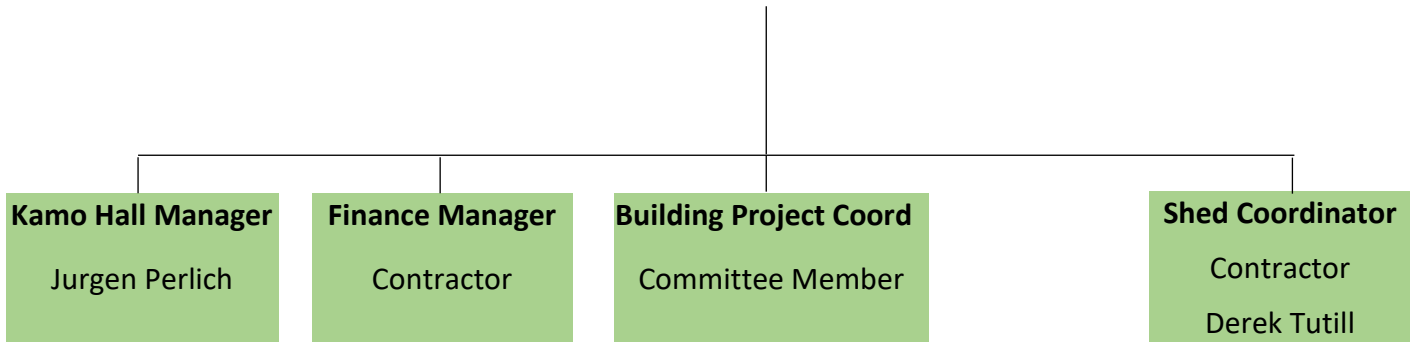 Kamo Hall Manager
Jurgen Perlich
Finance Manager
Contractor
Building Project Coord
Committee Member
Shed Coordinator
Contractor
Derek Tutill